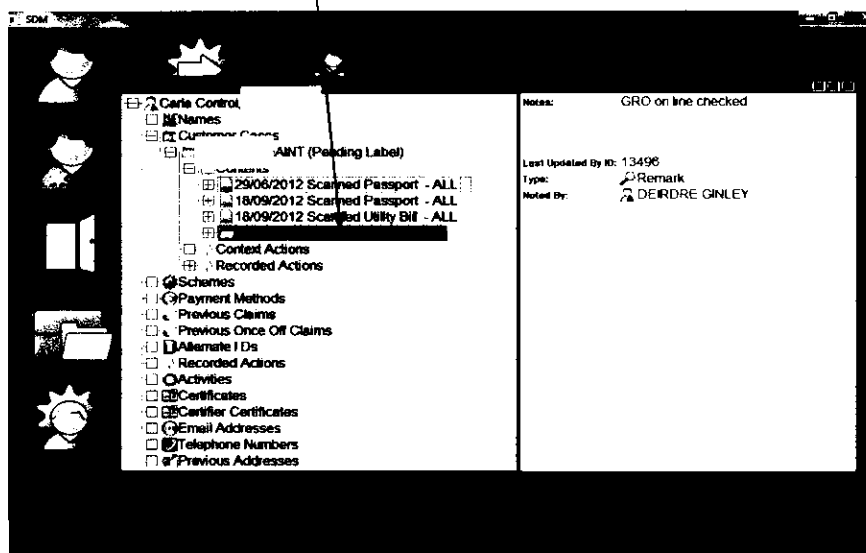 SDM
Carla Control,
Names
Customer Cases
AINT (Pending Label)
Contents
29/06/2012 Scanned Passport - ALL
18/09/2012 Scanned Passport - ALL
18/09/2012 Scanned Utility Bill - ALL
Context Actions
Recorded Actions
Schemes
Payment Methods
Previous Claims
Previous Once Off Claims
Alternate IDs
Recorded Actions
Activities
Certificates
Certifier Certificates
Email Addresses
Telephone Numbers
Previous Addresses
Notes: GRO on line checked
Last Updated By ID: 13496
Type: Remark
Noted By: DEIRDRE GINLEY